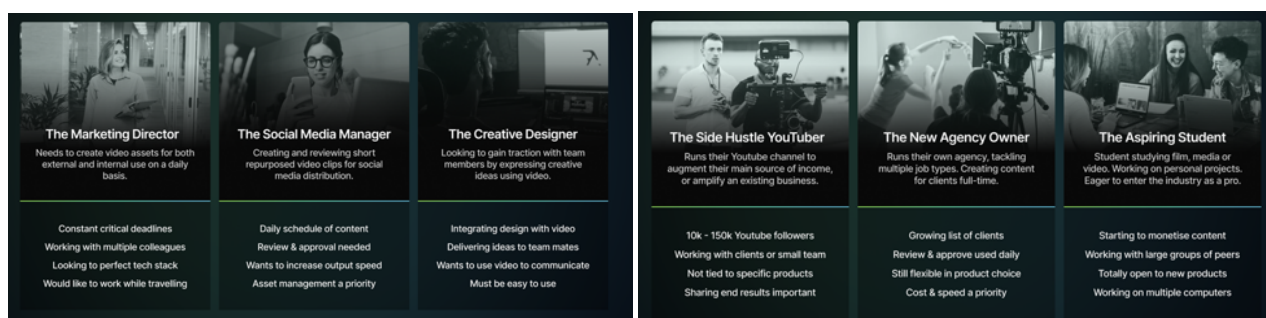 The Marketing Director
Needs to create video assets for both
external and internal use on a daily
basis.
Constant critical deadlines
Working with multiple colleagues
Looking to perfect tech stack
Would like to work while travelling
The Social Media Manager
Creating and reviewing short
repurposed video clips for social
media distribution.
Daily schedule of content
Review & approval needed
Wants to increase output speed
Asset management a priority
The Creative Designer
Looking to gain traction with team
members by expressing creative
ideas using video.
Integrating design with video
Delivering ideas to team mates
Wants to use video to communicate
Must be easy to use
The Side Hustle YouTuber
Runs their Youtube channel to
augment their main source of income,
or amplify an existing business.
10k - 150k Youtube followers
Working with clients or small team
Not tied to specific products
Sharing end results important
The New Agency Owner
Runs their own agency, tackling
multiple job types. Creating content
for clients full-time.
Growing list of clients
Review & approve used daily
Still flexible in product choice
Cost & speed a priority
The Aspiring Student
Student studying film, media or
video. Working on personal projects.
Eager to enter the industry as a pro.
Starting to monetise content
Working with large groups of peers
Totally open to new products
Working on multiple computers